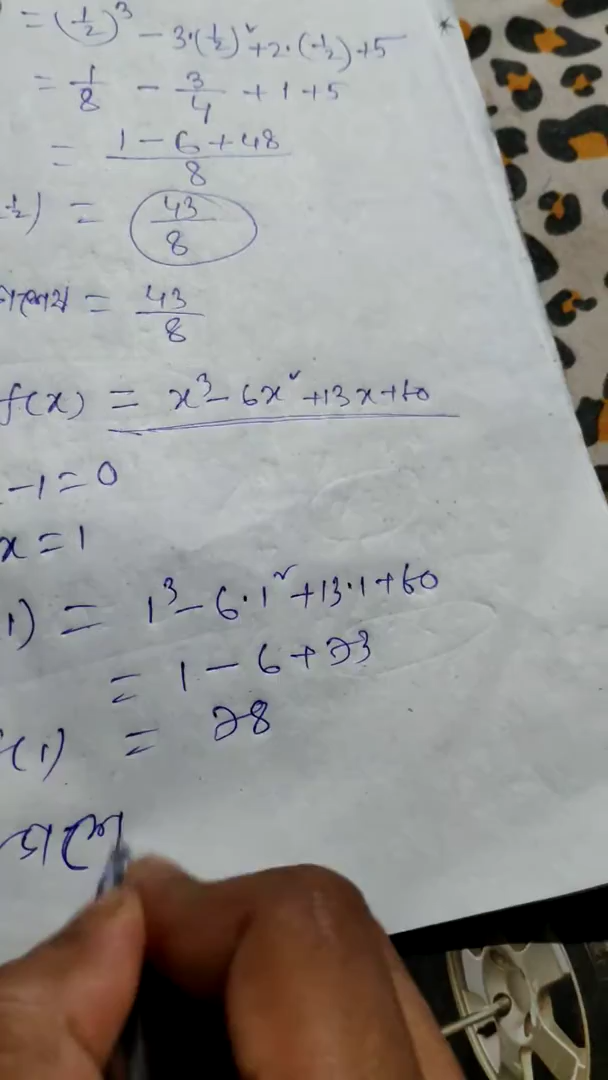 = (1/2)³ - 3·(1/2)² + 2·(1/2) + 5
= 1/8 - 3/4 + 1 + 5
= (1 - 6 + 48)/8
1/2) = 43/8
= 43/8
f(x) = x³ - 6x² + 13x + 60
- 1 = 0
x = 1
1) = 1³ - 6·1² + 13·1 + 60
= 1 - 6 + 73
f(1) = 78